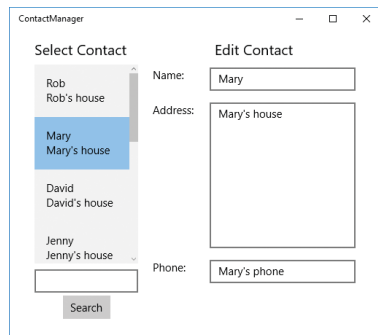 ContactManager
Select Contact
Rob
Rob's house
Mary
Mary's house
David
David's house
Jenny
Jenny's house
Search
Edit Contact
Name:
Mary
Address:
Mary's house
Phone:
Mary's phone